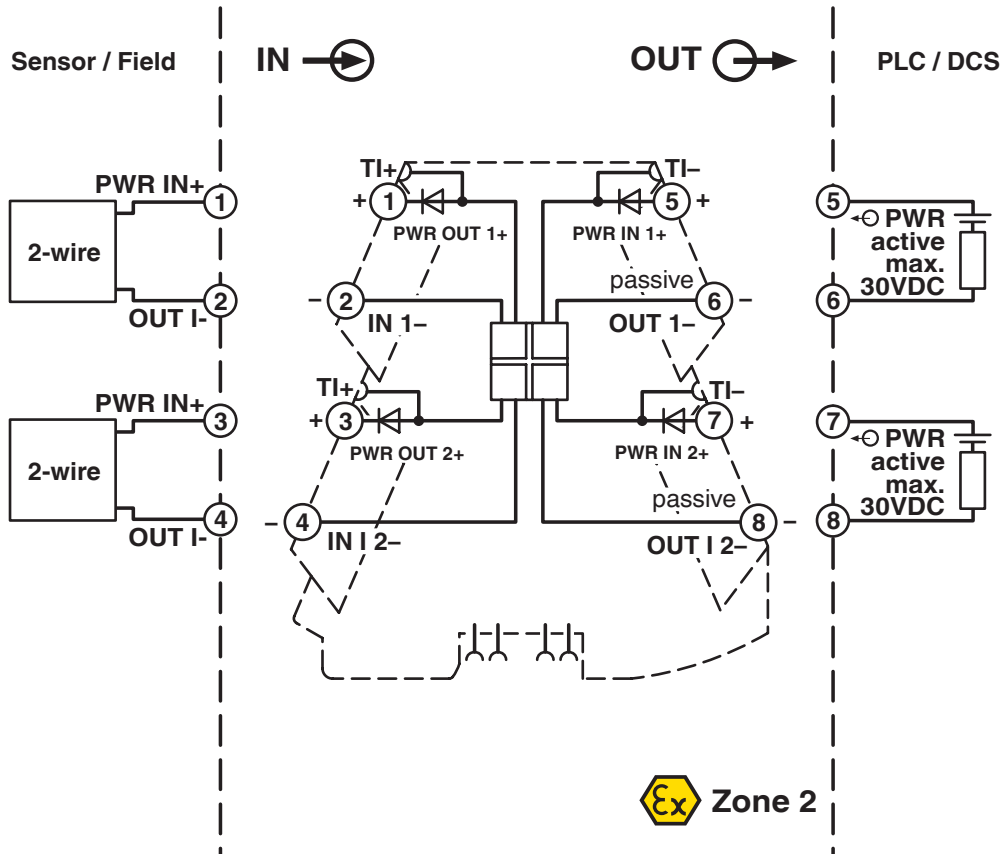 Sensor / Field
IN
OUT
PLC / DCS
PWR IN+
1
2-wire
2
OUT I-
PWR IN+
3
2-wire
4
OUT I-
TI+
+
1
PWR OUT 1+
–
2
IN 1–
TI+
+
3
PWR OUT 2+
–
4
IN I 2–
TI–
5
+
PWR IN 1+
passive
6
–
OUT 1–
TI–
7
+
PWR IN 2+
passive
8
–
OUT I 2–
5
PWR
active
max.
30VDC
6
7
PWR
active
max.
30VDC
8
Ex Zone 2